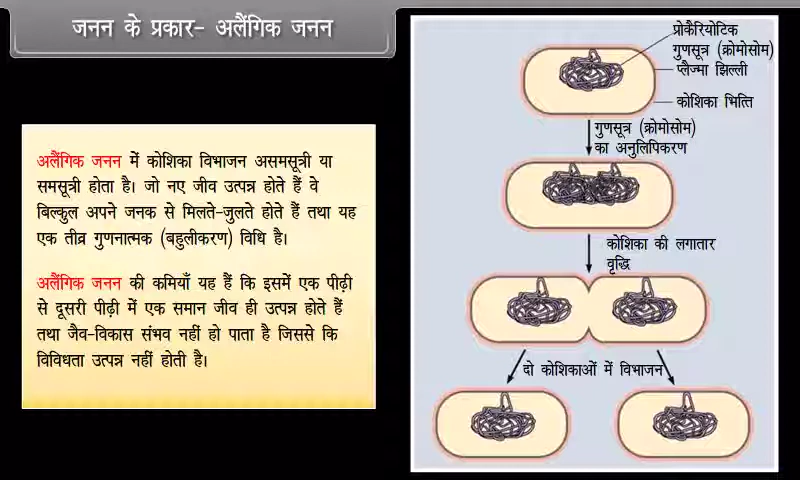 जनन के प्रकार- अलैंगिक जनन
अलैंगिक जनन में कोशिका विभाजन असमसूत्री या
समसूत्री होता है। जो नए जीव उत्पन्न होते हैं वे
बिल्कुल अपने जनक से मिलते-जुलते होते हैं तथा यह
एक तीव्र गुणनात्मक (बहुलीकरण) विधि है।
अलैंगिक जनन की कमियाँ यह हैं कि इसमें एक पीढ़ी
से दूसरी पीढ़ी में एक समान जीव ही उत्पन्न होते हैं
तथा जैव-विकास संभव नहीं हो पाता है जिससे कि
विविधता उत्पन्न नहीं होती है।
प्रोकैरियोटिक
गुणसूत्र (क्रोमोसोम)
प्लैज्मा झिल्ली
कोशिका भित्ति
गुणसूत्र (क्रोमोसोम)
का अनुलिपिकरण
कोशिका की लगातार
वृद्धि
दो कोशिकाओं में विभाजन